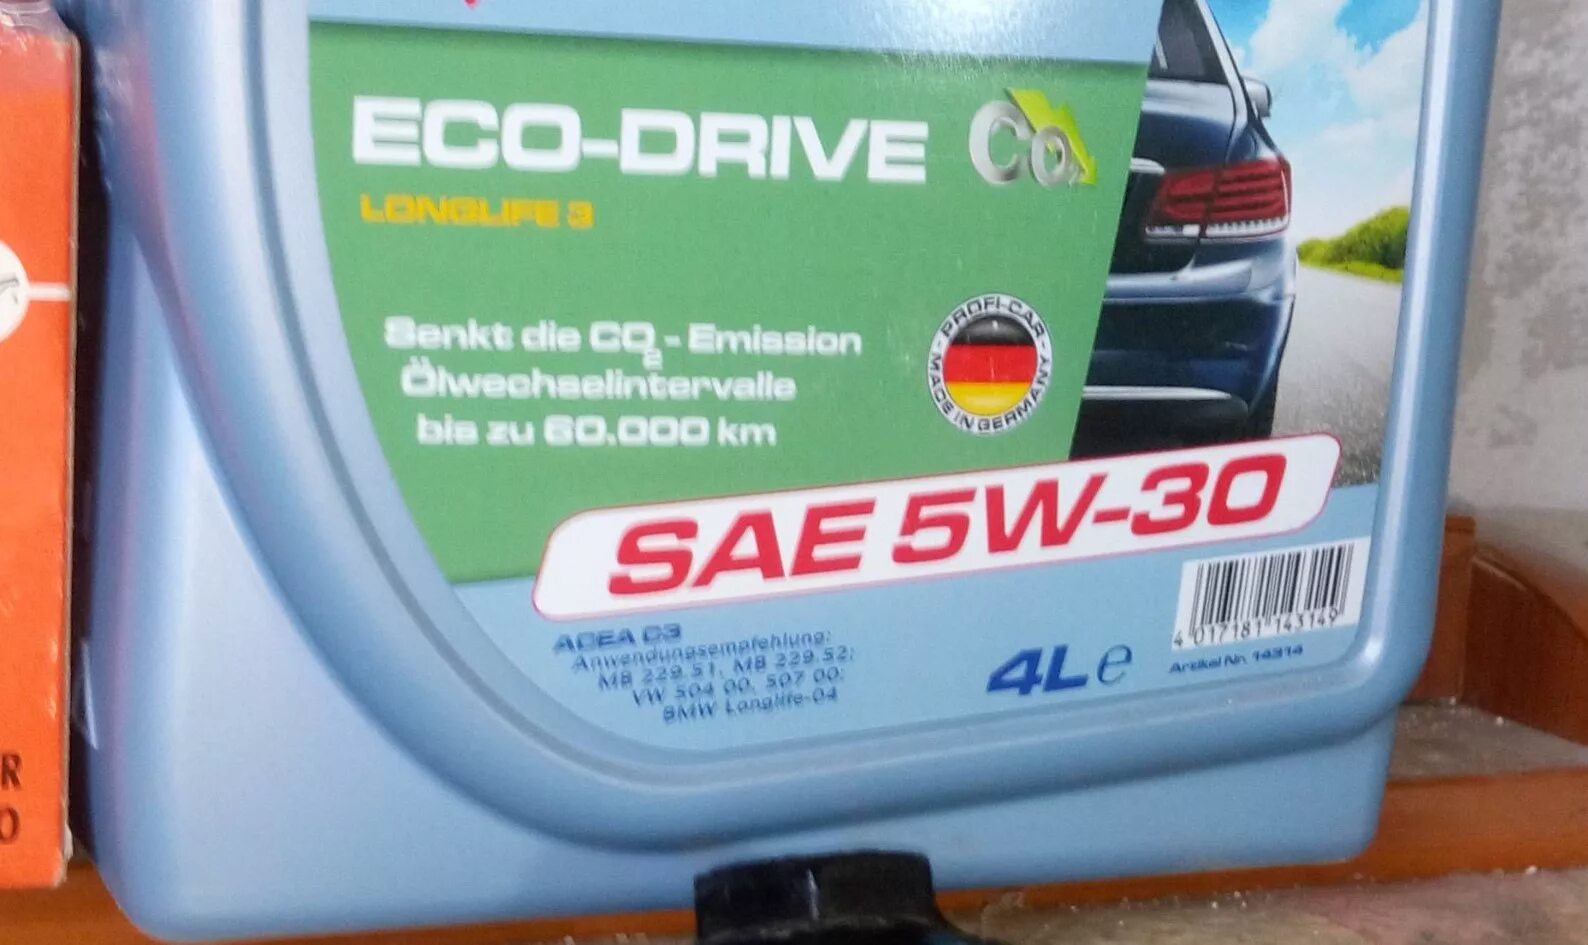 ECO-DRIVE
CO₂
LONGLIFE 3
Senkt die CO₂-Emission
Ölwechselintervalle
bis zu 60.000 km
PROFI-CAR
MADE IN GERMANY
SAE 5W-30
ACEA C3
Anwendungsempfehlung:
MB 229.51, MB 229.52;
VW 504 00, 507 00;
BMW Longlife-04
4L e
4 017181 143149
Artikel Nr. 14314
R
0